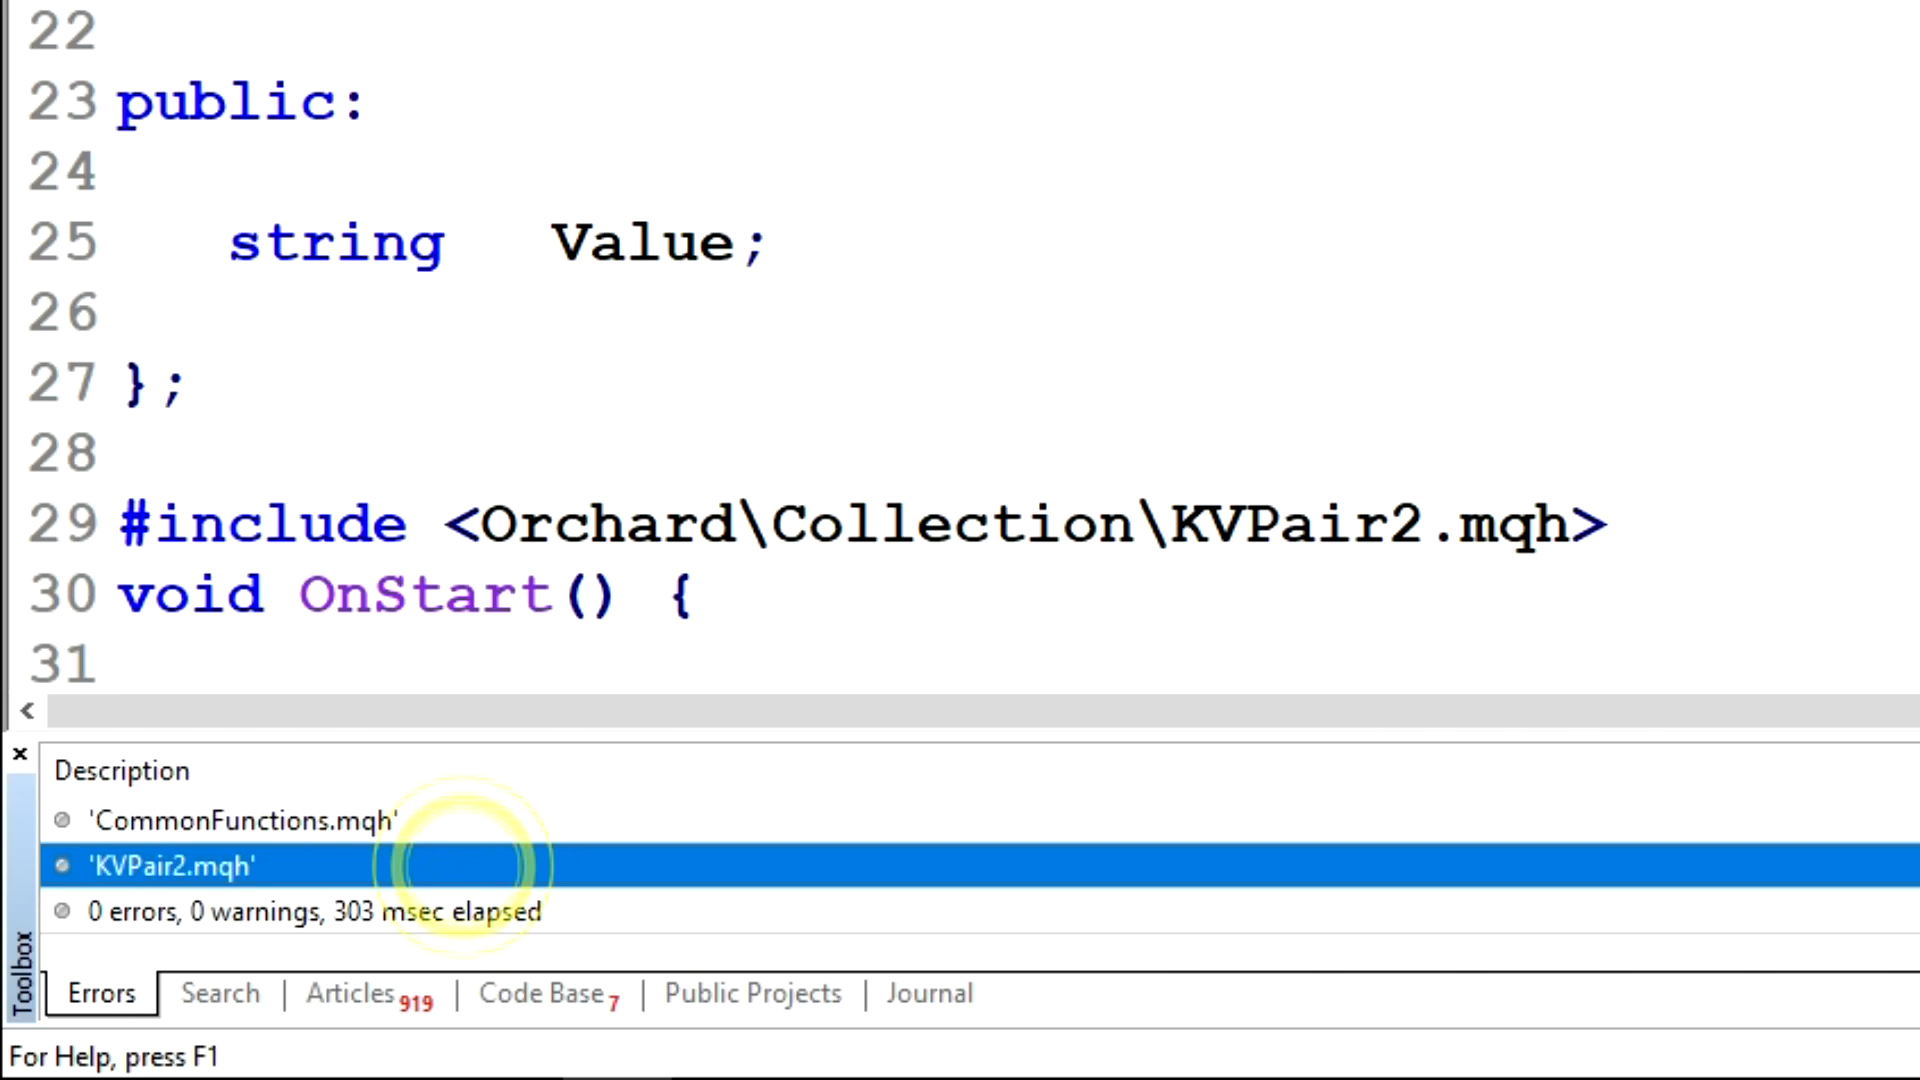 22
23 public:
24
25 string Value;
26
27 };
28
29 #include <Orchard\Collection\KVPair2.mqh>
30 void OnStart() {
31
<
×
Description
'CommonFunctions.mqh'
'KVPair2.mqh'
0 errors, 0 warnings, 303 msec elapsed
Toolbox
Errors Search | Articles 919 | Code Base 7 | Public Projects | Journal
For Help, press F1